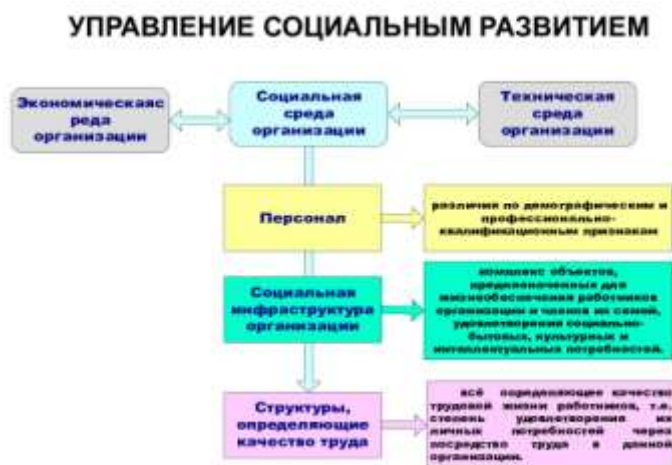 УПРАВЛЕНИЕ СОЦИАЛЬНЫМ РАЗВИТИЕМ
Экономическаяс
реда
организации
Социальная
среда
организации
Техническая
среда
организации
Персонал
различия по демографическим и
профессионально-
квалификационным признакам
Социальная
инфраструктура
организации
комплекс объектов,
предназначенных для
жизнеобеспечения работников
организации и членов их семей,
удовлетворения социально-
бытовых, культурных и
интеллектуальных потребностей.
Структуры,
определяющие
качество труда
всё определяющее качество
трудовой жизни работников, т.е.
степень удовлетворения их
личных потребностей через
посредство труда в данной
организации.